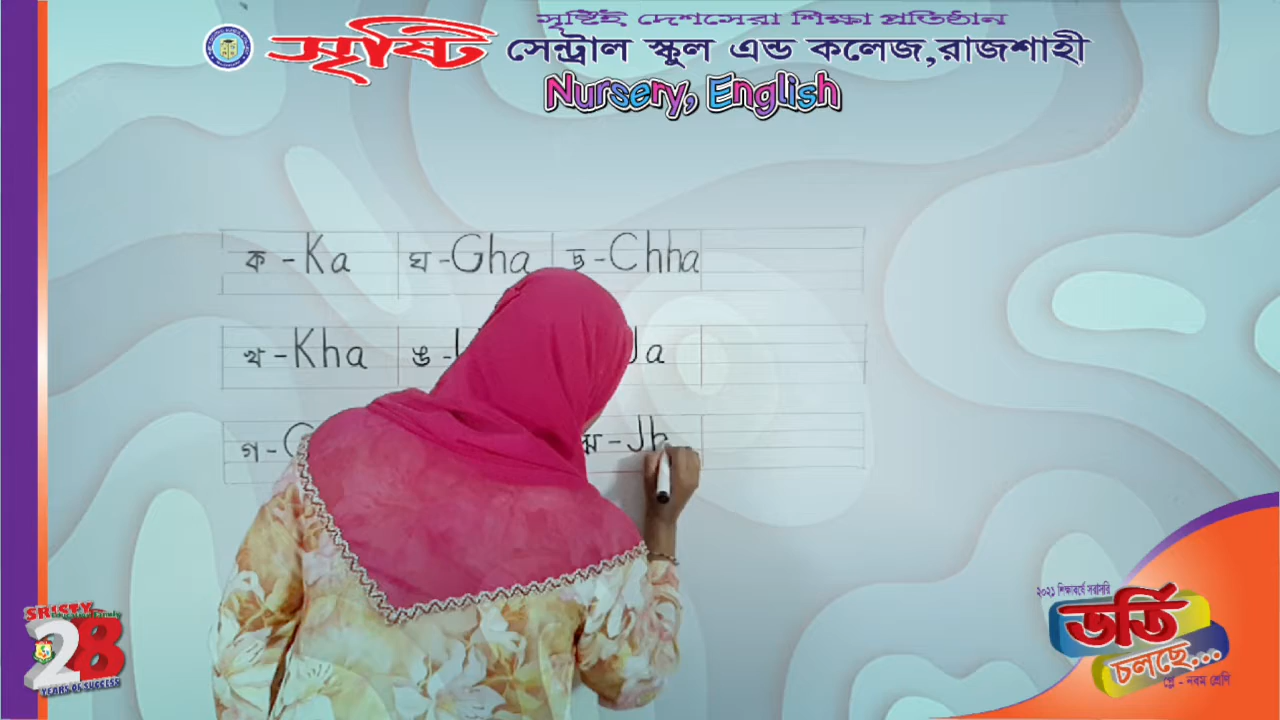 সৃষ্টিই দেশসেরা শিক্ষা প্রতিষ্ঠান
সৃষ্টি সেন্ট্রাল স্কুল এন্ড কলেজ,রাজশাহী
Nursery, English
ক - Ka ঘ - Gha ছ - Chha
খ - Kha ঙ - Ja
গ - ঝ - Jh
SRISTY
28
YEARS OF SUCCESS
২০২১ শিক্ষাবর্ষে সরাসরি
ভর্তি
চলছে...
প্লে - নবম শ্রেণি